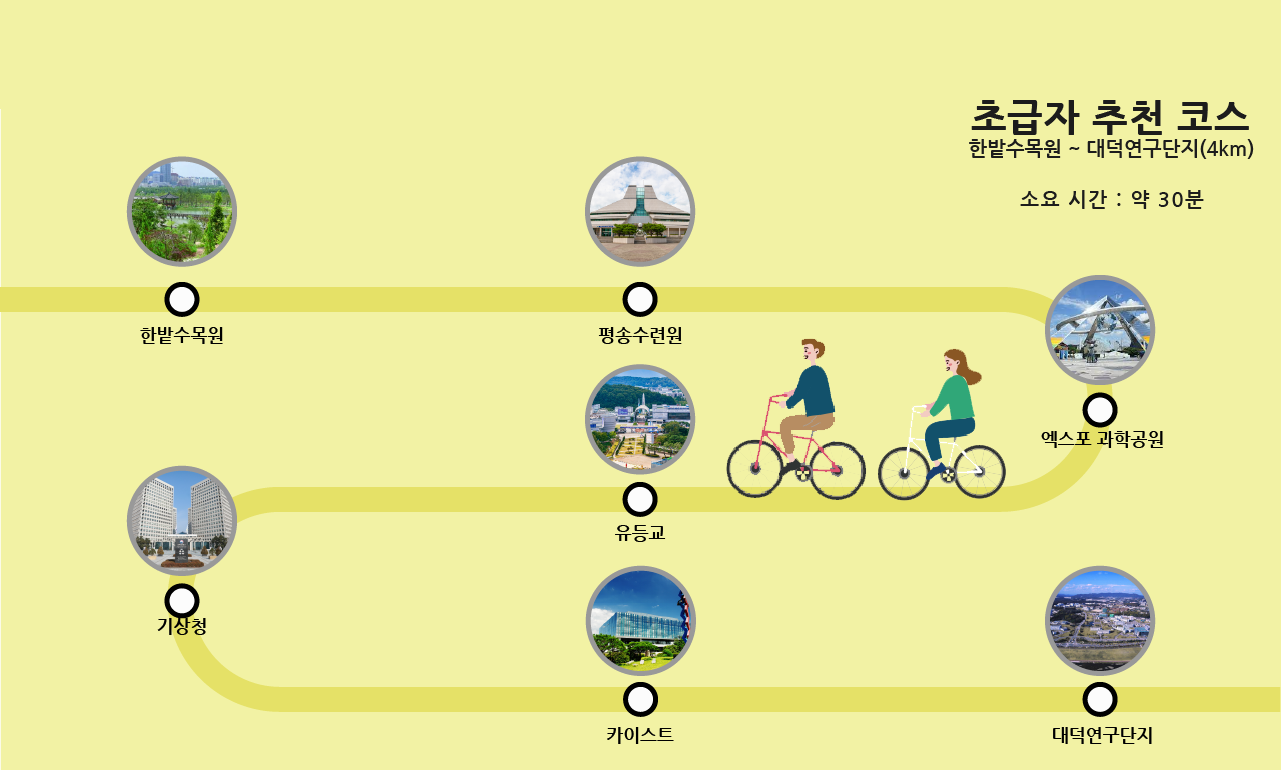 초급자 추천 코스
한밭수목원 ~ 대덕연구단지(4km)
소요 시간 : 약 30분
한밭수목원
평송수련원
엑스포 과학공원
유등교
기상청
카이스트
대덕연구단지